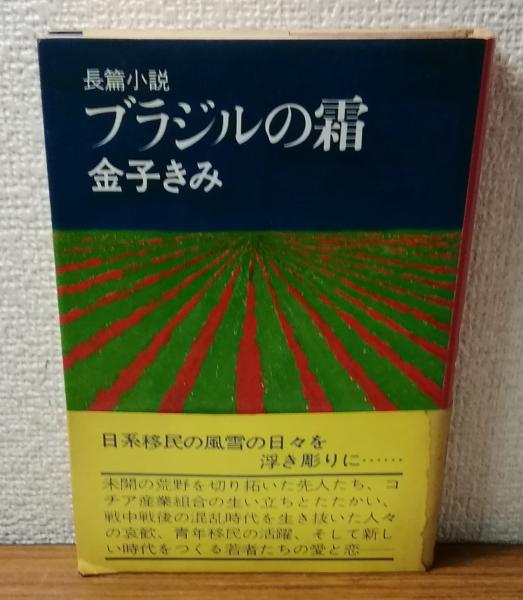 長篇小説
ブラジルの霜
金子きみ
日系移民の風雪の日々を
浮き彫りに……
未開の荒野を切り拓いた先人たち、コ
チア産業組合の生い立ちとたたかい、
戦中戦後の混乱時代を生き抜いた人々
の哀歓、青年移民の活躍、そして新し
い時代をつくる若者たちの愛と恋──